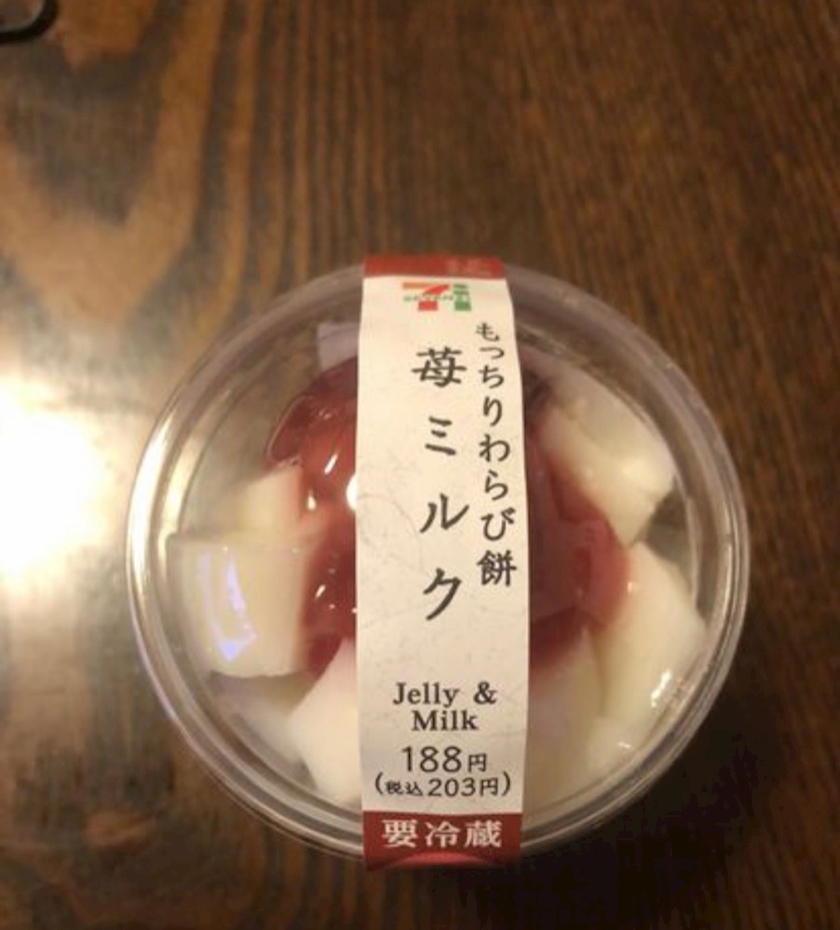 もっちりわらび餅
苺ミルク
Jelly &
Milk
188円
(税込203円)
要冷蔵